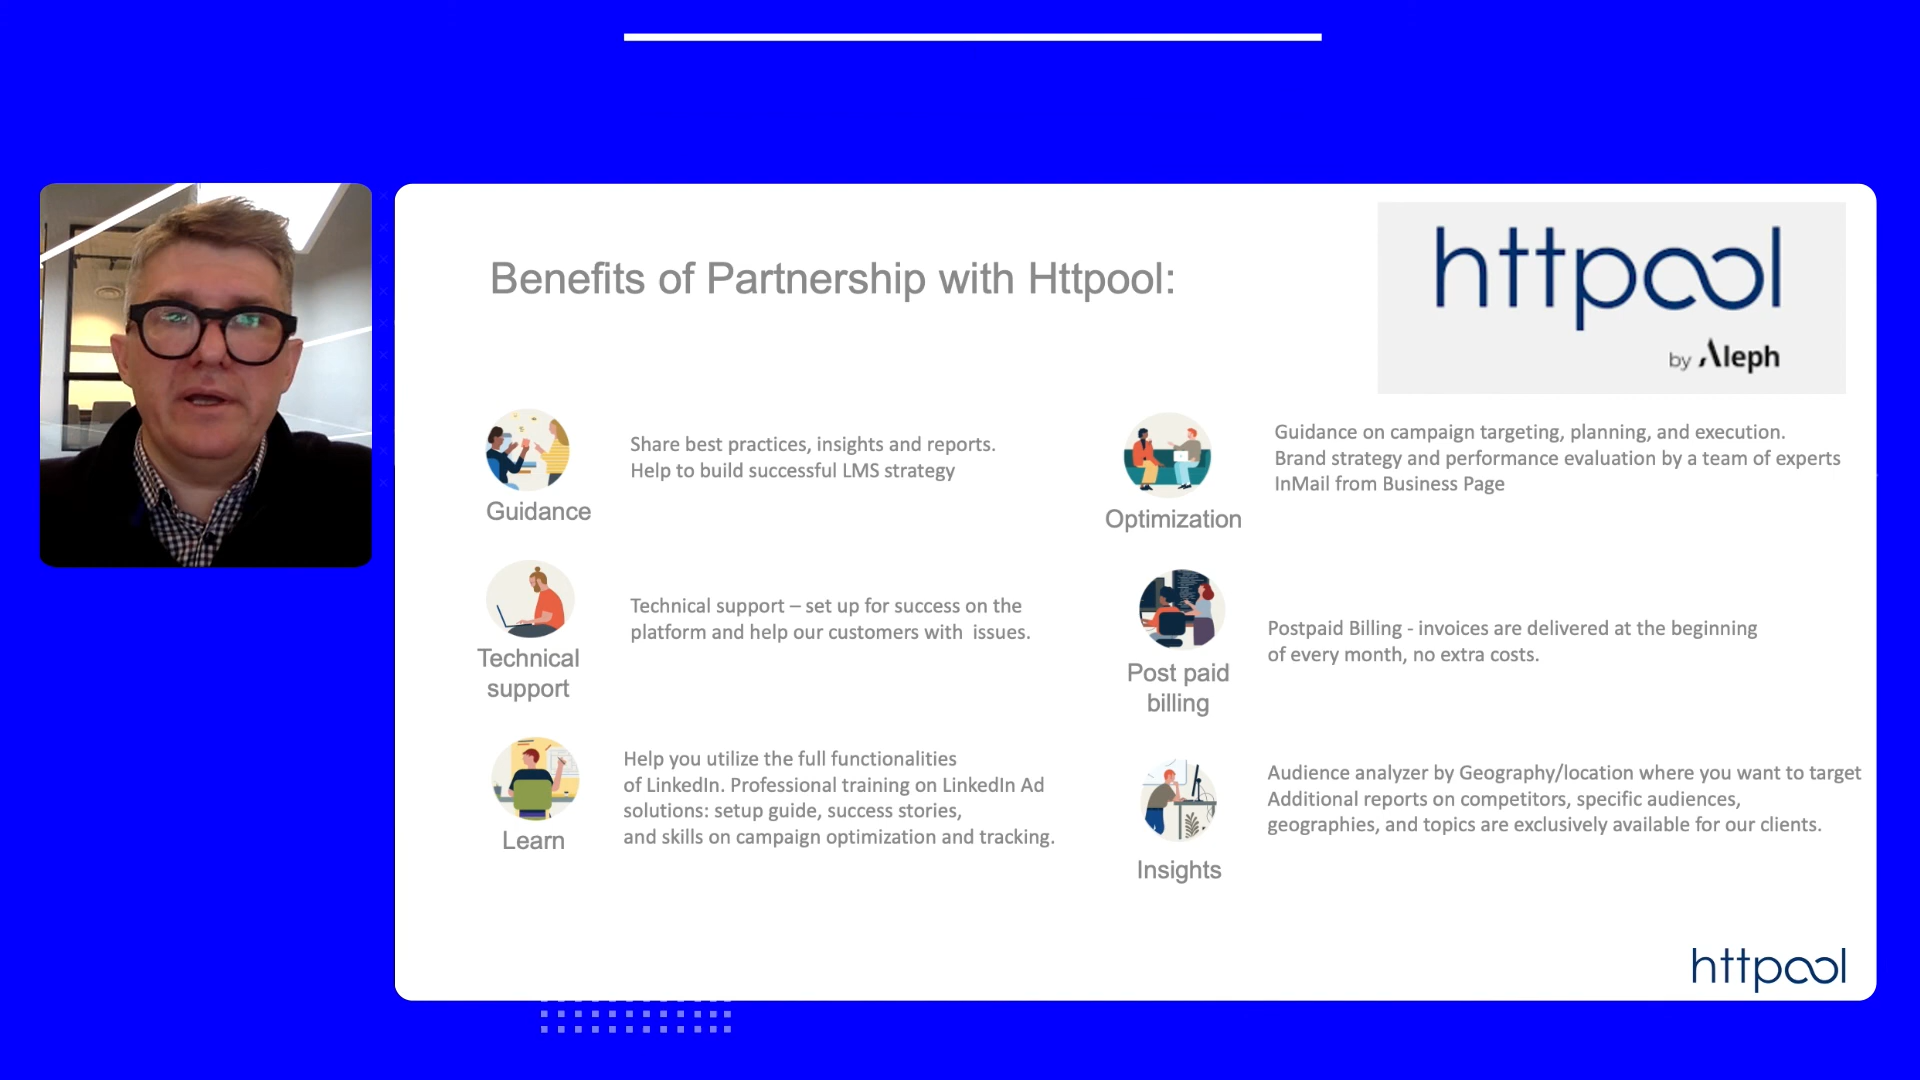 Benefits of Partnership with Httpool:
httpool
by Aleph
Share best practices, insights and reports.
Help to build successful LMS strategy
Guidance
Technical support – set up for success on the
platform and help our customers with  issues.
Technical
support
Help you utilize the full functionalities
of LinkedIn. Professional training on LinkedIn Ad
solutions: setup guide, success stories,
and skills on campaign optimization and tracking.
Learn
Guidance on campaign targeting, planning, and execution.
Brand strategy and performance evaluation by a team of experts
InMail from Business Page
Optimization
Postpaid Billing - invoices are delivered at the beginning
of every month, no extra costs.
Post paid
billing
Audience analyzer by Geography/location where you want to target
Additional reports on competitors, specific audiences,
geographies, and topics are exclusively available for our clients.
Insights
httpool